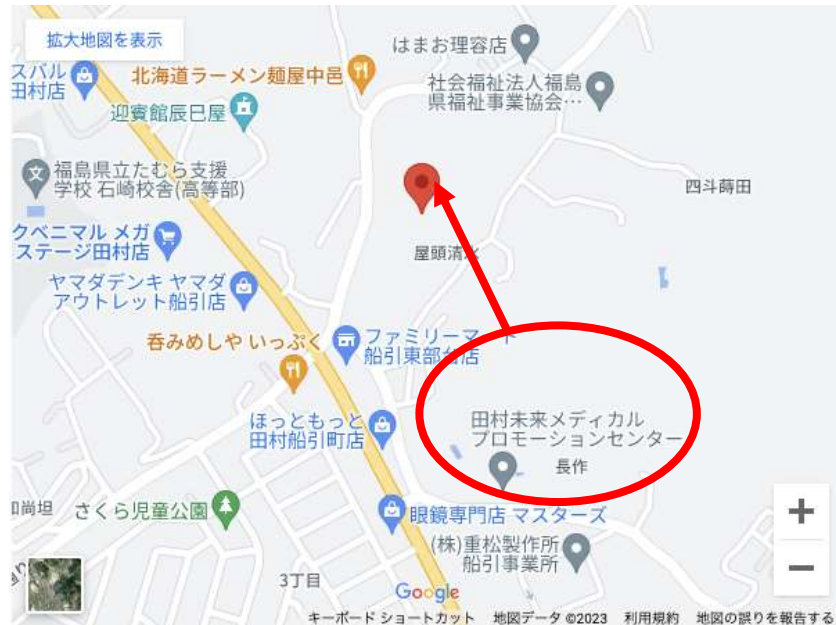 拡大地図を表示
はまお理容店
スバル
田村店
北海道ラーメン麺屋中邑
社会福祉法人福島
県福祉事業協会…
迎賓館辰巳屋
福島県立たむら支援
学校 石崎校舎(高等部)
四斗蒔田
クベニマル メガ
ステージ田村店
屋頭清水
ヤマダデンキ ヤマダ
アウトレット船引店
呑みめしや いっぷく
ファミリーマート
船引東部台店
ほっともっと
田村船引町店
田村未来メディカル
プロモーションセンター
長作
和尚坦
さくら児童公園
眼鏡専門店 マスターズ
(株)重松製作所
船引事業所
3丁目
Google
キーボード ショートカット
地図データ ©2023
利用規約
地図の誤りを報告する